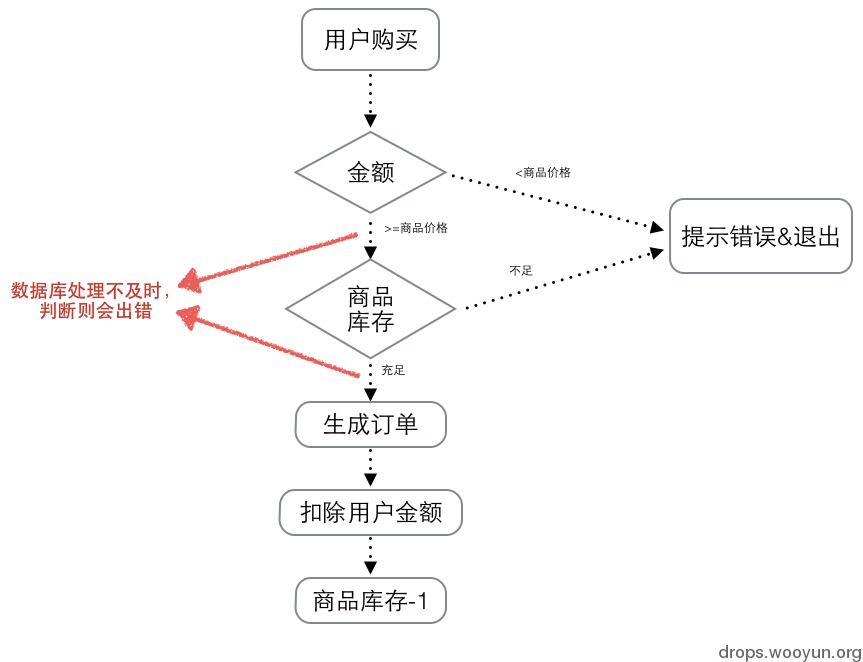 用户购买
金额
<商品价格
>=商品价格
提示错误&退出
不足
数据库处理不及时，
判断则会出错
商品
库存
充足
生成订单
扣除用户金额
商品库存-1
drops.wooyun.org